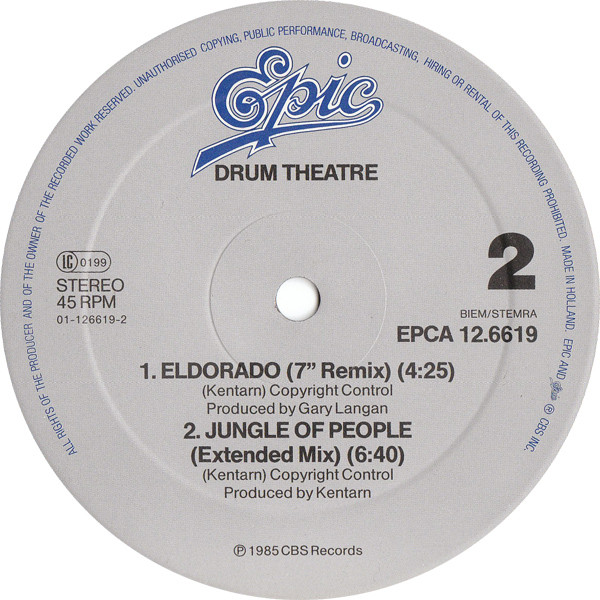 ALL RIGHTS OF THE PRODUCER AND OF THE OWNER OF THE RECORDED WORK RESERVED. UNAUTHORISED COPYING, PUBLIC PERFORMANCE, BROADCASTING, HIRING OR RENTAL OF THIS RECORDING PROHIBITED. MADE IN HOLLAND. EPIC AND Epic ® CBS INC.
Epic
DRUM THEATRE
LC 0199
STEREO
45 RPM
01-126619-2
2
BIEM/STEMRA
EPCA 12.6619
1. ELDORADO (7” Remix) (4:25)
(Kentarn) Copyright Control
Produced by Gary Langan
2. JUNGLE OF PEOPLE
(Extended Mix) (6:40)
(Kentarn) Copyright Control
Produced by Kentarn
℗ 1985 CBS Records